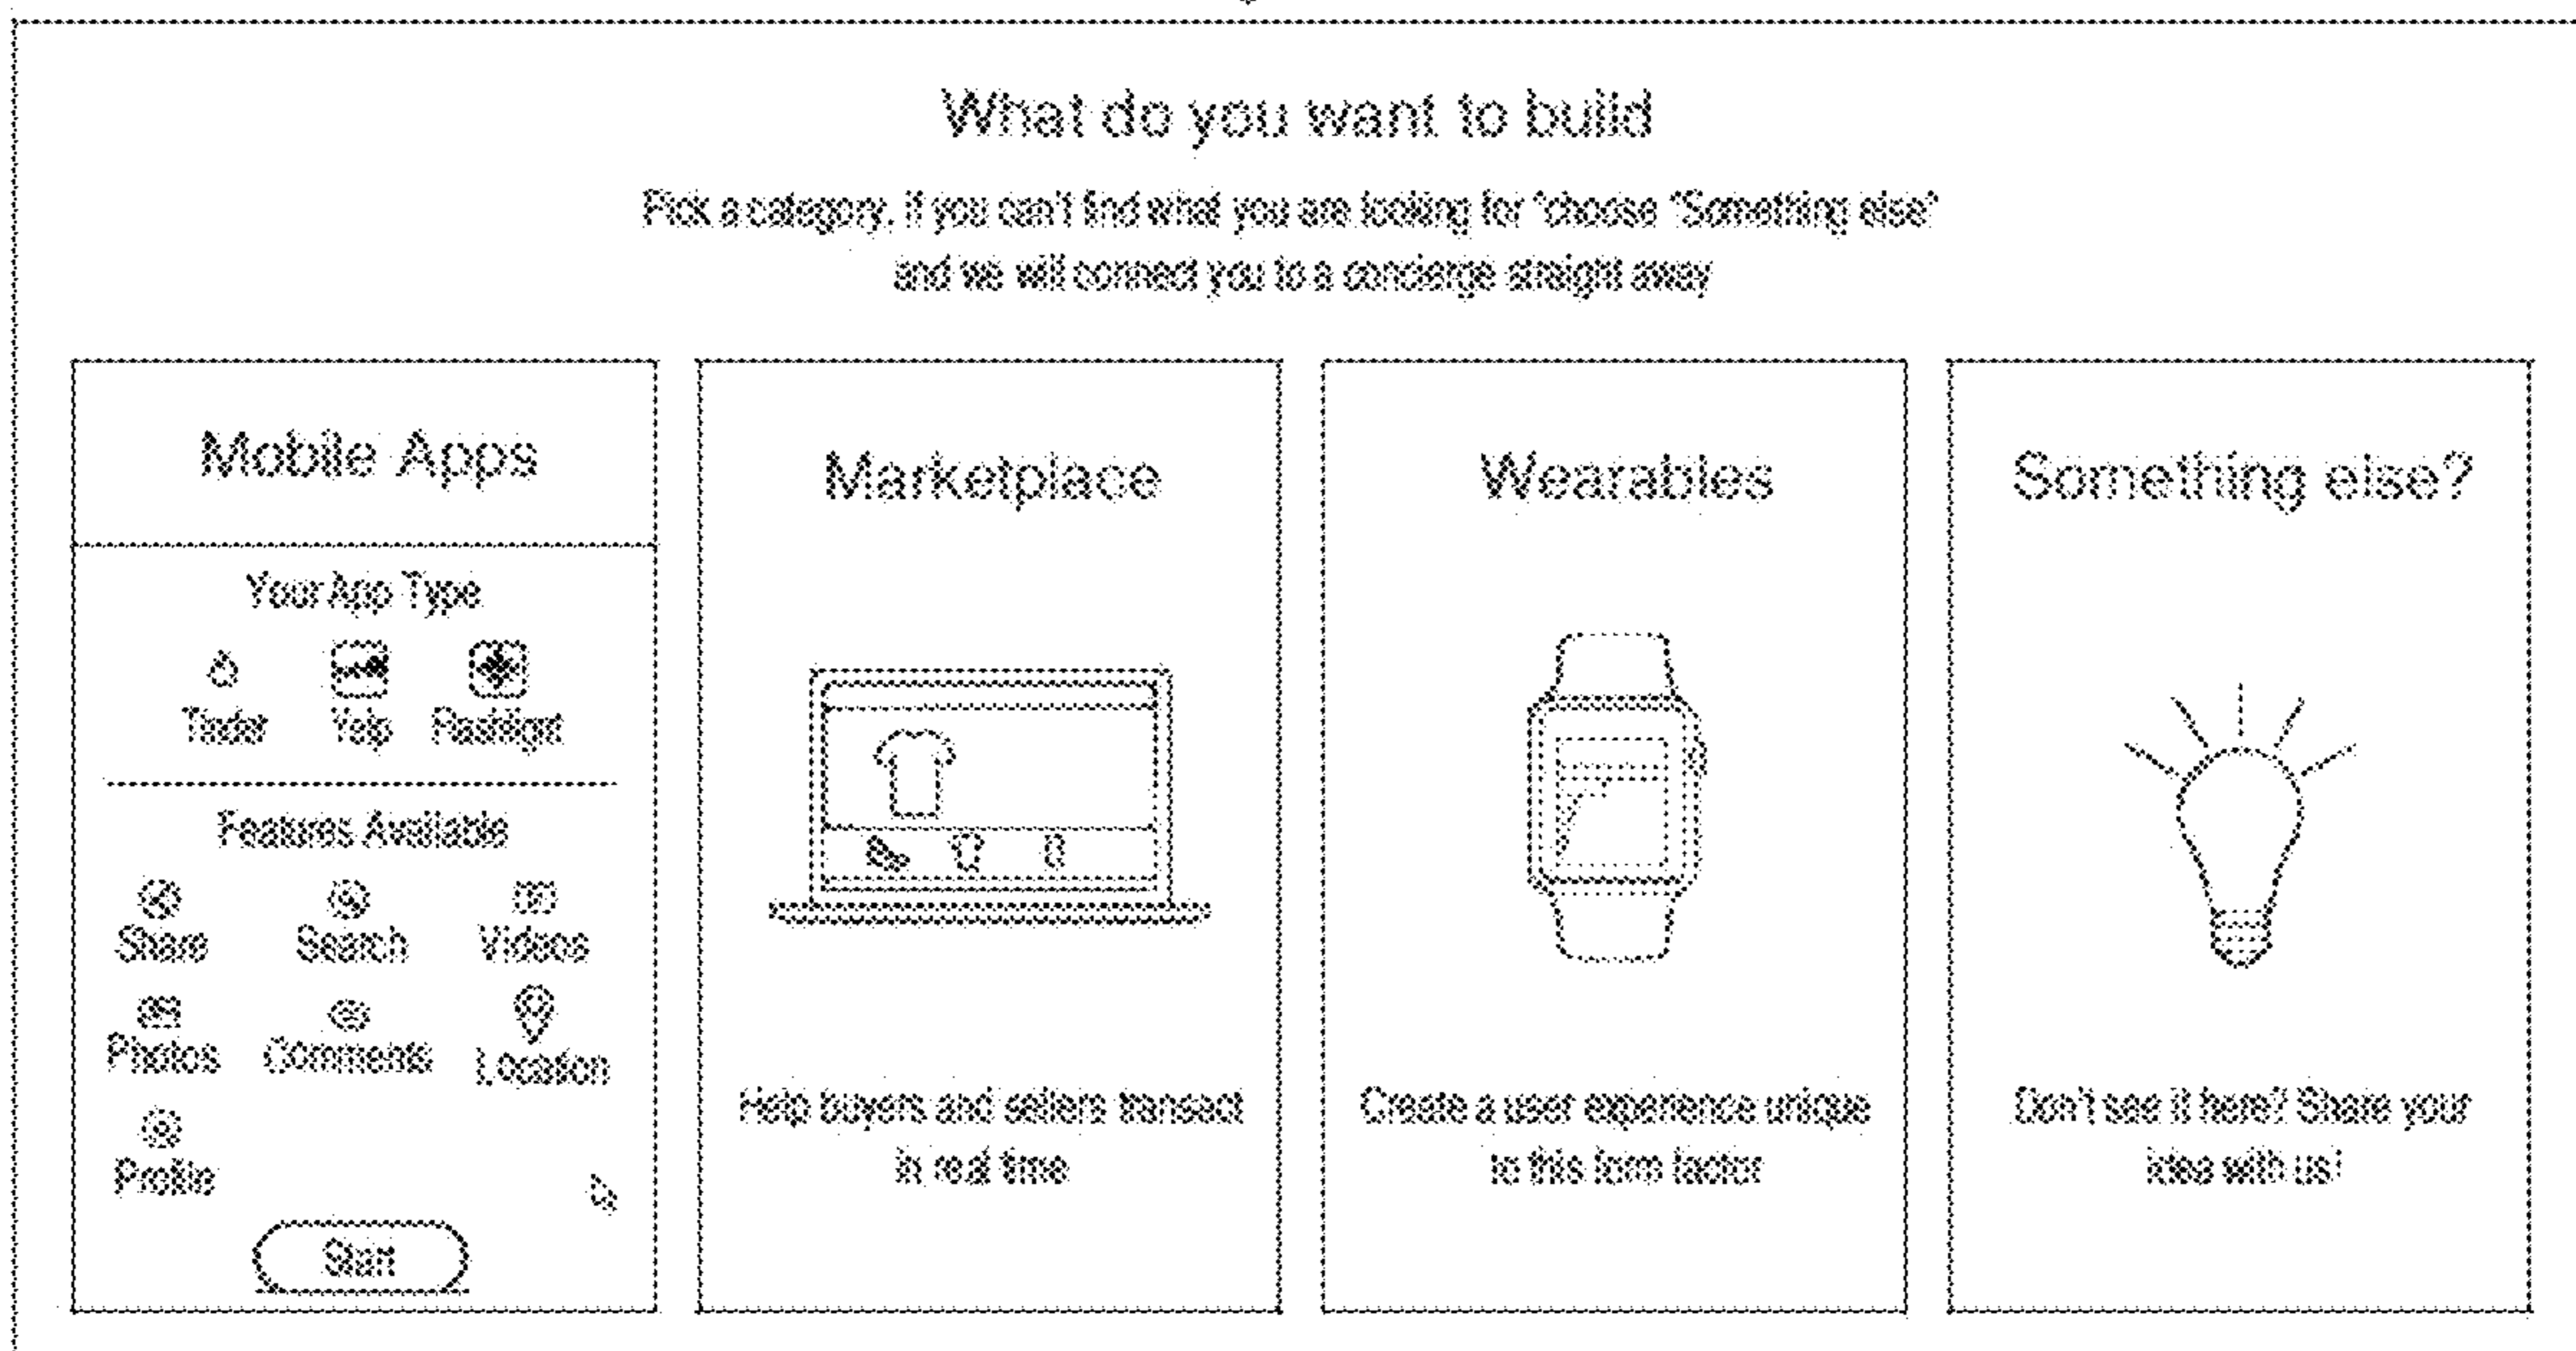 What do you want to build
Pick a category. If you can't find what you are looking for "choose "Something else"
and we will connect you to a concierge straight away
Mobile Apps
Your App Type
Tinder Yelp Flashlight
Features Available
Share Search Videos
Photos Comments Location
Profile
Start
Marketplace
Help buyers and sellers transact
in real time
Wearables
Create a user experience unique
to this form factor
Something else?
Don't see it here? Share your
idea with us!